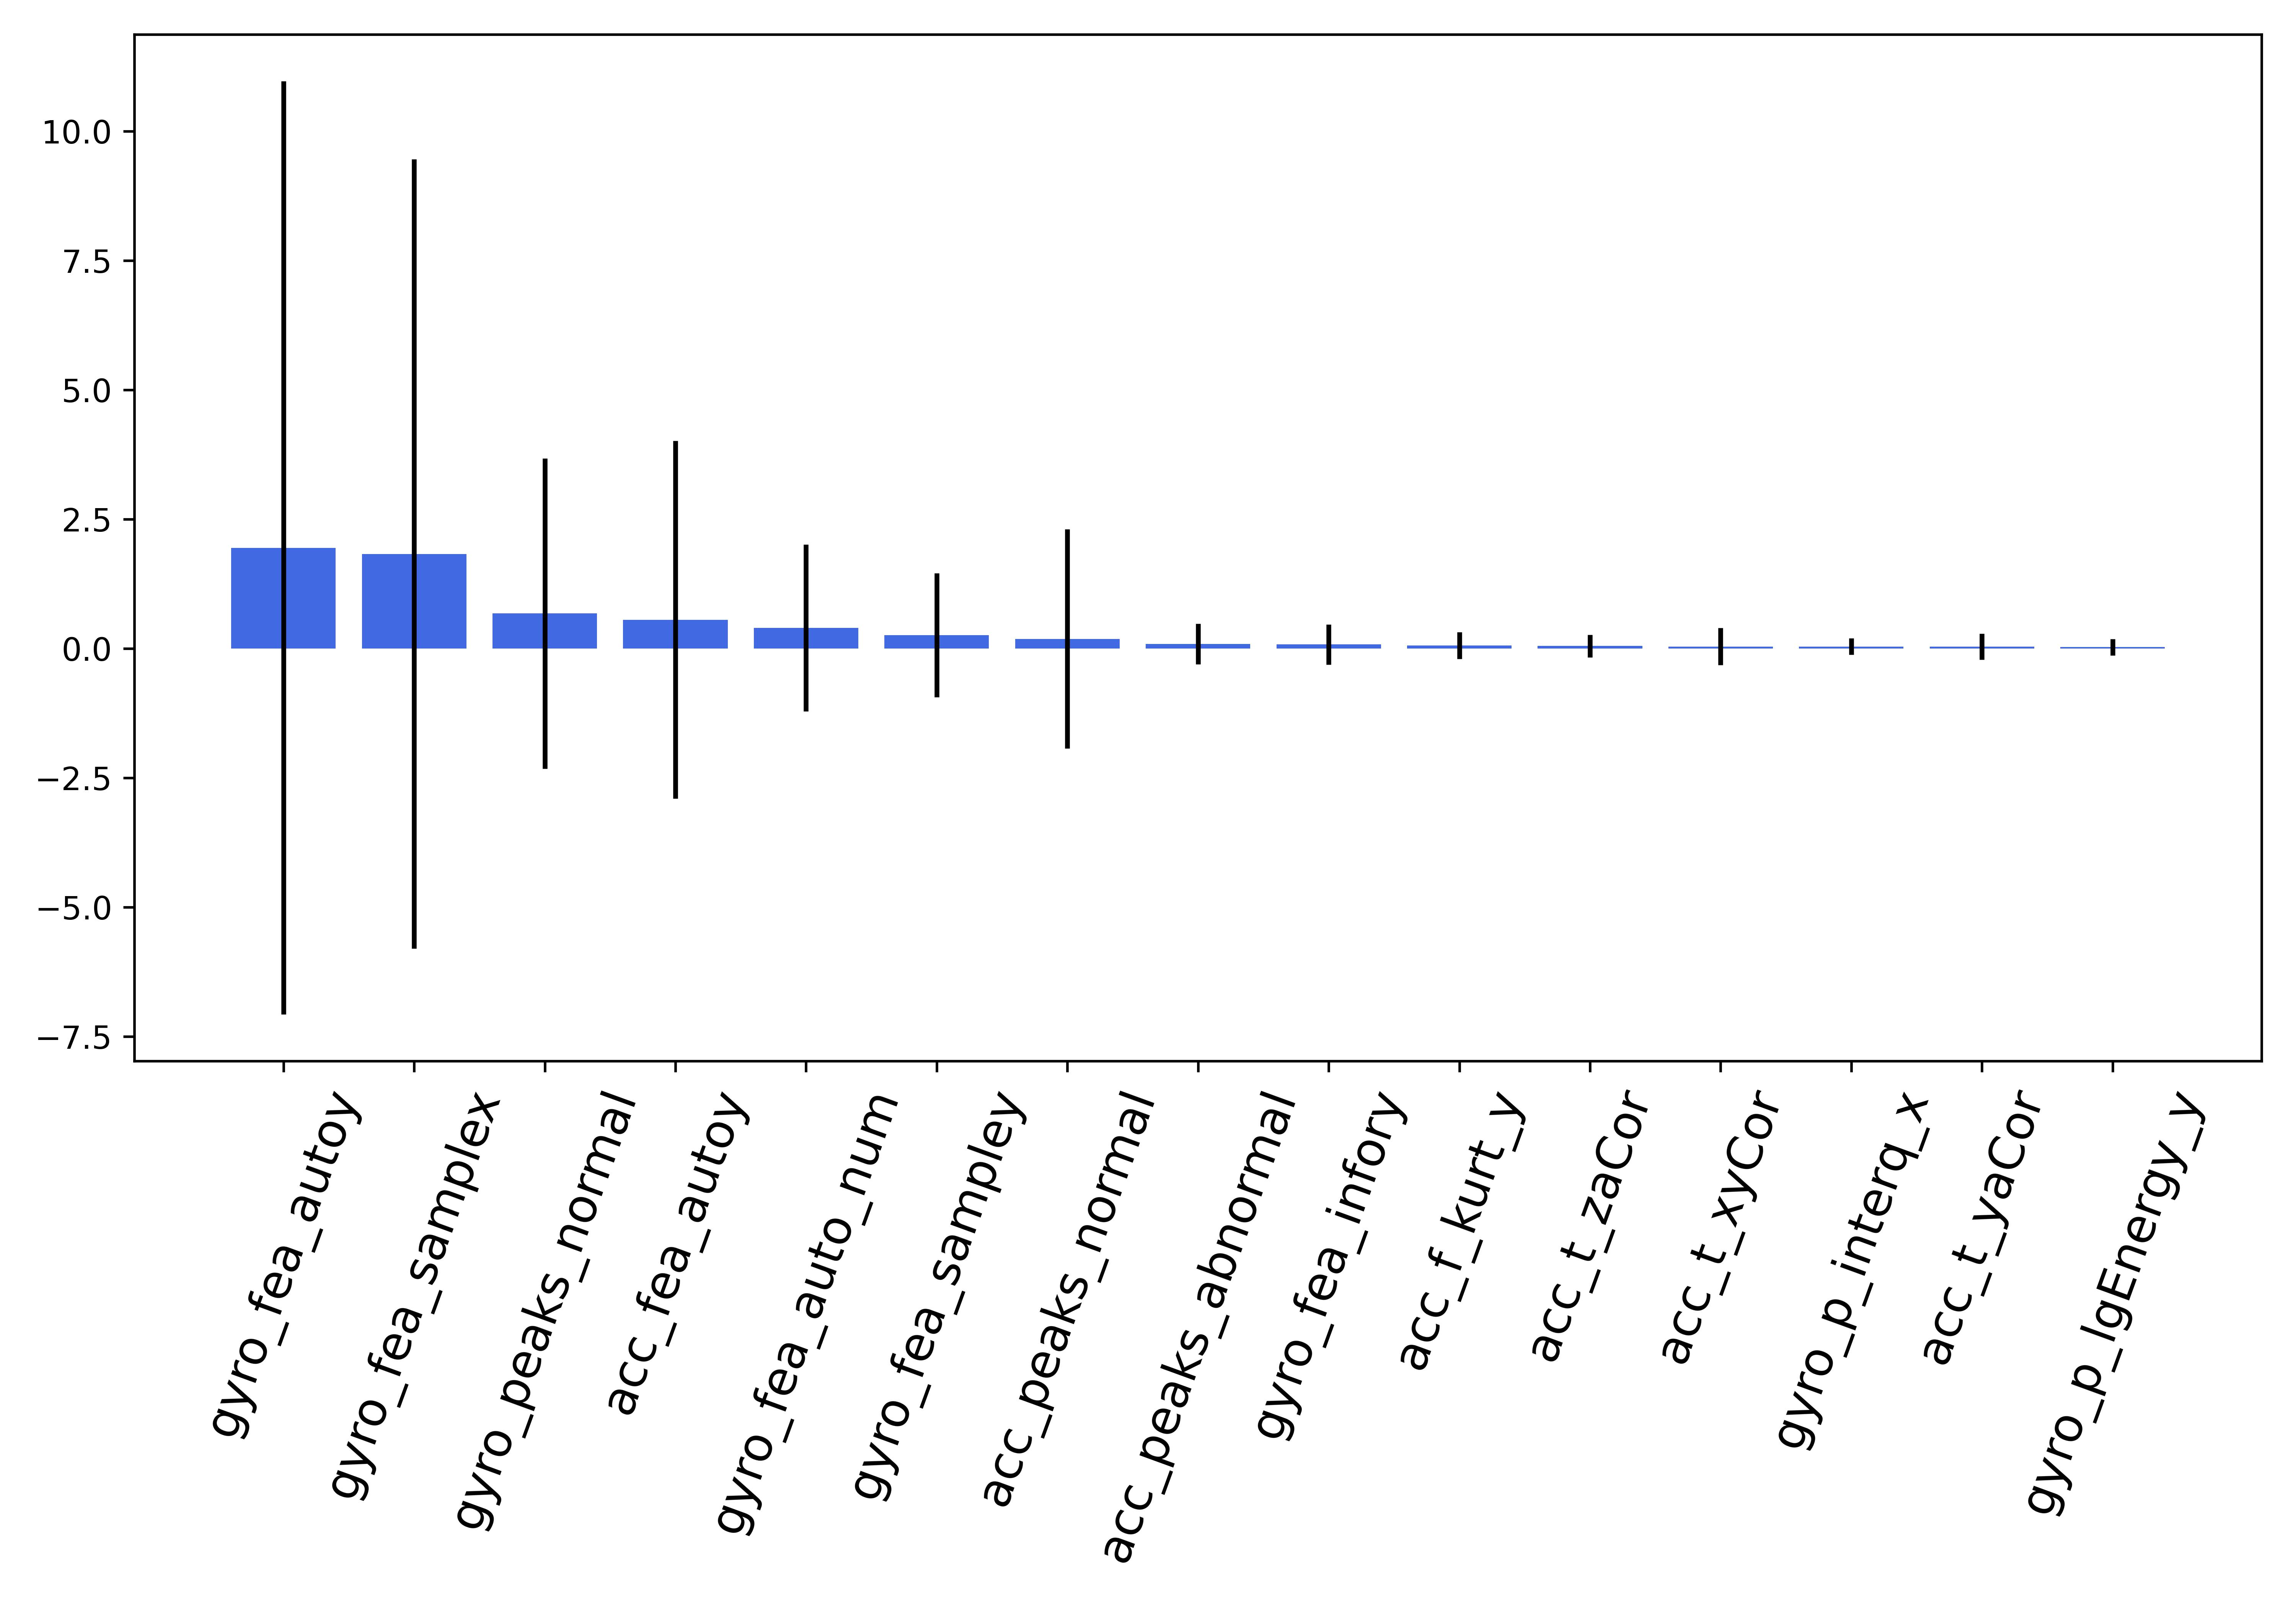 10.0
7.5
5.0
2.5
0.0
−2.5
−5.0
−7.5
gyro_fea_autoy
gyro_fea_samplex
gyro_peaks_normal
acc_fea_autoy
gyro_fea_auto_num
gyro_fea_sampley
acc_peaks_normal
acc_peaks_abnormal
gyro_fea_infory
acc_f_kurt_y
acc_t_zaCor
acc_t_xyCor
gyro_p_interq_x
acc_t_yaCor
gyro_p_lgEnergy_y